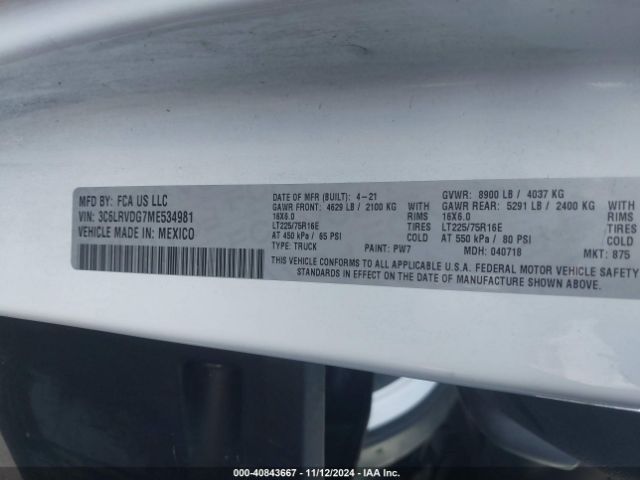 MFD BY: FCA US LLC
VIN: 3C6LRVDG7ME534981
VEHICLE MADE IN: MEXICO
DATE OF MFR (BUILT): 4-21
GAWR FRONT: 4629 LB / 2100 KG WITH
16X6.0 RIMS
LT225/75R16E TIRES
AT 450 kPa / 65 PSI COLD
TYPE: TRUCK PAINT: PW7
GVWR: 8900 LB / 4037 KG
GAWR REAR: 5291 LB / 2400 KG WITH
16X6.0 RIMS
LT225/75R16E TIRES
AT 550 kPa / 80 PSI COLD
MDH: 040718 MKT: 875
THIS VEHICLE CONFORMS TO ALL APPLICABLE U.S.A. FEDERAL MOTOR VEHICLE SAFETY
STANDARDS IN EFFECT ON THE DATE OF MANUFACTURE SHOWN ABOVE.
000-40843667 - 11/12/2024 - IAA Inc.